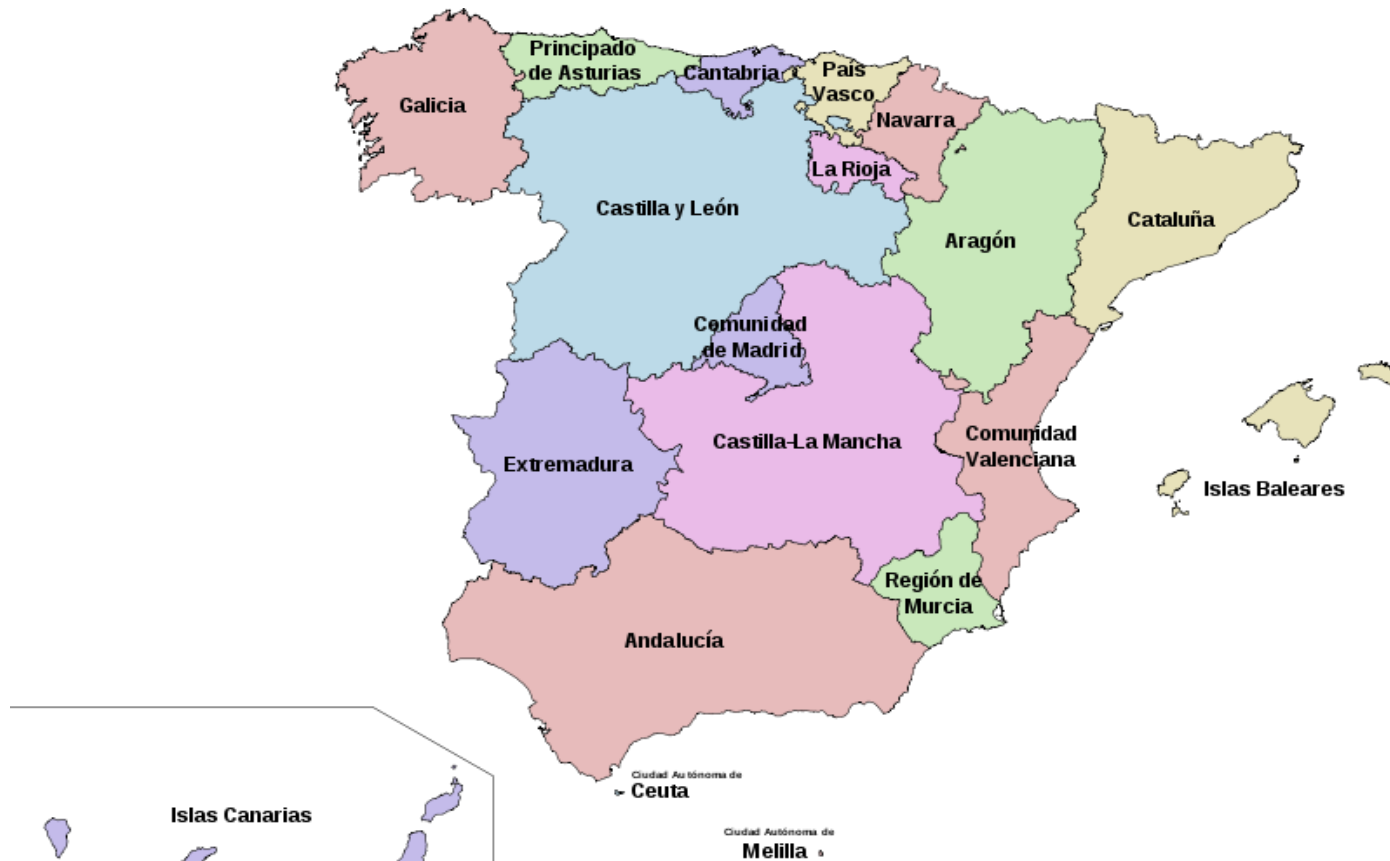 Principado
de Asturias
Cantabria
País
Vasco
Galicia
Navarra
La Rioja
Castilla y León
Aragón
Cataluña
Comunidad
de Madrid
Castilla-La Mancha
Comunidad
Valenciana
Extremadura
Islas Baleares
Región de
Murcia
Andalucía
Ciudad Autónoma de
Ceuta
Islas Canarias
Ciudad Autónoma de
Melilla